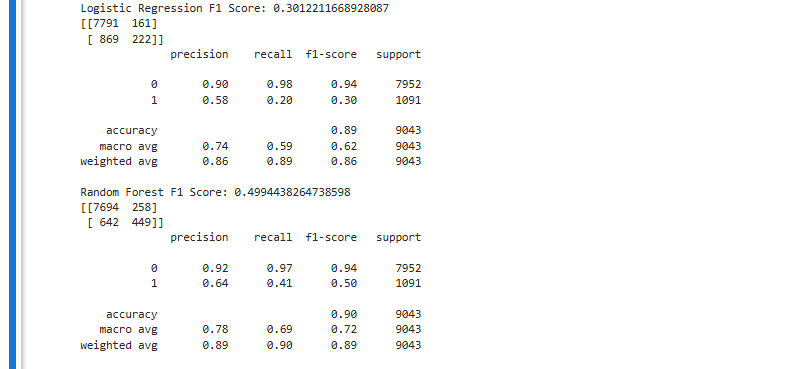 Logistic Regression F1 Score: 0.3012211668928087
[[7791  161]
 [ 869  222]]
              precision    recall  f1-score   support

           0       0.90      0.98      0.94      7952
           1       0.58      0.20      0.30      1091

    accuracy                           0.89      9043
   macro avg       0.74      0.59      0.62      9043
weighted avg       0.86      0.89      0.86      9043

Random Forest F1 Score: 0.4994438264738598
[[7694  258]
 [ 642  449]]
              precision    recall  f1-score   support

           0       0.92      0.97      0.94      7952
           1       0.64      0.41      0.50      1091

    accuracy                           0.90      9043
   macro avg       0.78      0.69      0.72      9043
weighted avg       0.89      0.90      0.89      9043